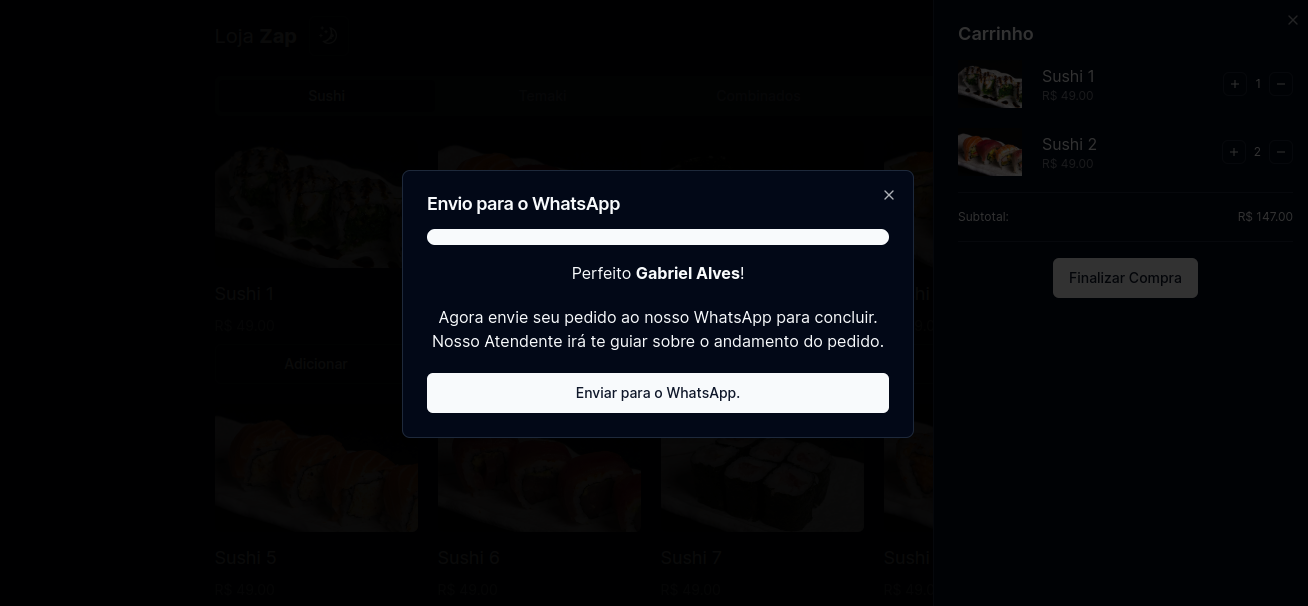 Loja Zap
Sushi
Temaki
Combinados
Sushi 1
R$ 49.00
Adicionar
Sushi 5
R$ 49.00
Sushi 6
R$ 49.00
Sushi 7
R$ 49.00
Sushi
Envio para o WhatsApp
Perfeito Gabriel Alves!
Agora envie seu pedido ao nosso WhatsApp para concluir.
Nosso Atendente irá te guiar sobre o andamento do pedido.
Enviar para o WhatsApp.
Carrinho
Sushi 1
R$ 49.00
+ 1 −
Sushi 2
R$ 49.00
+ 2 −
Subtotal:
R$ 147.00
Finalizar Compra